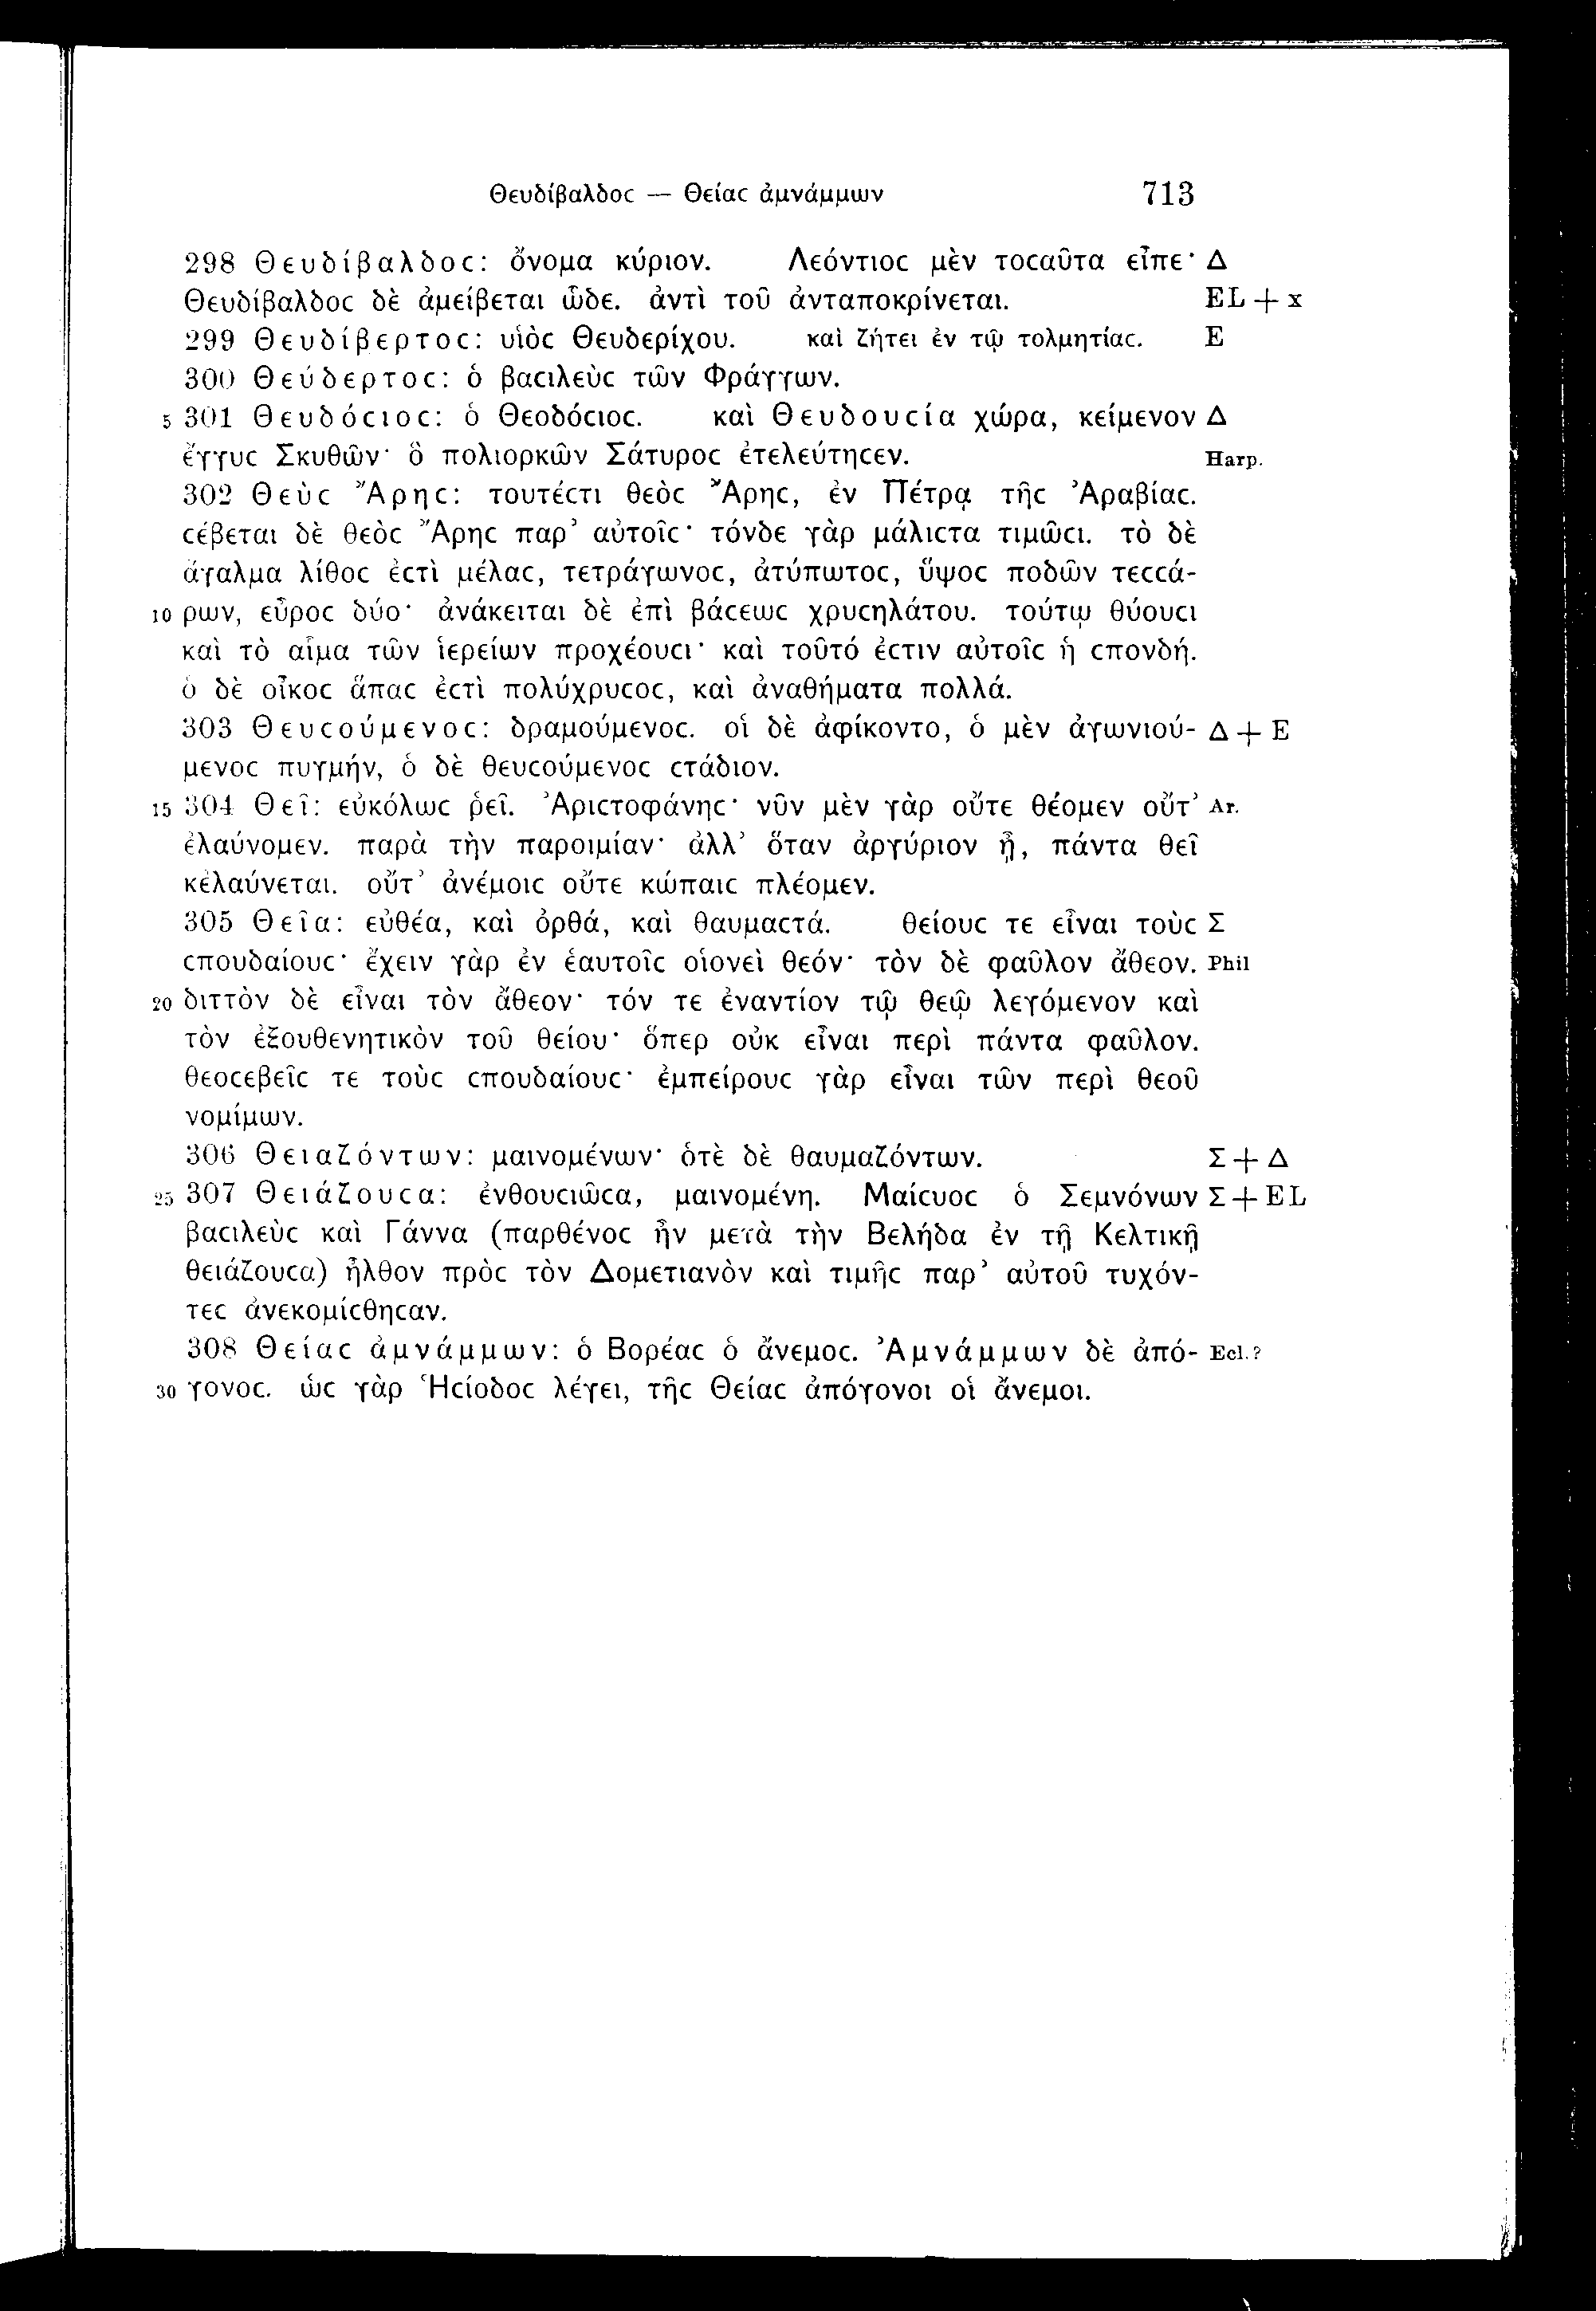 Θευδίβαλδοϲ — Θείαϲ ἀμνάμμων 713
298 Θευδίβαλδοϲ: ὄνομα κύριον. Λεόντιοϲ μὲν τοϲαῦτα εἶπε· Δ
Θευδίβαλδοϲ δὲ ἀμείβεται ὧδε. ἀντὶ τοῦ ἀνταποκρίνεται. EL + x
299 Θευδίβερτοϲ: υἱὸϲ Θευδερίχου. καὶ ζήτει ἐν τῷ τολμητίαϲ. E
300 Θεύδερτοϲ: ὁ βαϲιλεὺϲ τῶν Φράγγων.
5 301 Θευδόϲιοϲ: ὁ Θεοδόϲιοϲ. καὶ Θευδουϲία χώρα, κείμενον Δ
ἔγγυϲ Σκυθῶν· ὃ πολιορκῶν Σάτυροϲ ἐτελεύτηϲεν. Harp.
302 Θεὺϲ Ἄρηϲ: τουτέϲτι θεὸϲ Ἄρηϲ, ἐν Πέτρᾳ τῆϲ Ἀραβίαϲ.
ϲέβεται δὲ θεὸϲ Ἄρηϲ παρ’ αὐτοῖϲ· τόνδε γὰρ μάλιϲτα τιμῶϲι. τὸ δὲ
ἄγαλμα λίθοϲ ἐϲτὶ μέλαϲ, τετράγωνοϲ, ἀτύπωτοϲ, ὕψοϲ ποδῶν τεϲϲά-
10 ρων, εὖροϲ δύο· ἀνάκειται δὲ ἐπὶ βάϲεωϲ χρυϲηλάτου. τούτῳ θύουϲι
καὶ τὸ αἷμα τῶν ἱερείων προχέουϲι· καὶ τοῦτό ἐϲτιν αὐτοῖϲ ἡ ϲπονδή.
ὁ δὲ οἶκοϲ ἅπαϲ ἐϲτὶ πολύχρυϲοϲ, καὶ ἀναθήματα πολλά.
303 Θευϲούμενοϲ: δραμούμενοϲ. οἱ δὲ ἀφίκοντο, ὁ μὲν ἀγωνιού- Δ + E
μενοϲ πυγμήν, ὁ δὲ θευϲούμενοϲ ϲτάδιον.
15 304 Θεῖ: εὐκόλωϲ ῥεῖ. Ἀριϲτοφάνηϲ· νῦν μὲν γὰρ οὔτε θέομεν οὔτ’ Ar.
ἐλαύνομεν. παρὰ τὴν παροιμίαν· ἀλλ’ ὅταν ἀργύριον ᾖ, πάντα θεῖ
κἐλαύνεται. οὔτ’ ἀνέμοιϲ οὔτε κώπαιϲ πλέομεν.
305 Θεῖα: εὐθέα, καὶ ὀρθά, καὶ θαυμαϲτά. θείουϲ τε εἶναι τοὺϲ Σ
ϲπουδαίουϲ· ἔχειν γὰρ ἐν ἑαυτοῖϲ οἱονεὶ θεόν· τὸν δὲ φαῦλον ἄθεον. Phil
20 διττὸν δὲ εἶναι τὸν ἄθεον· τόν τε ἐναντίον τῷ θεῷ λεγόμενον καὶ
τὸν ἐξουθενητικὸν τοῦ θείου· ὅπερ οὐκ εἶναι περὶ πάντα φαῦλον.
θεοϲεβεῖϲ τε τοὺϲ ϲπουδαίουϲ· ἐμπείρουϲ γὰρ εἶναι τῶν περὶ θεοῦ
νομίμων.
306 Θειαζόντων: μαινομένων· ὁτὲ δὲ θαυμαζόντων. Σ + Δ
25 307 Θειάζουϲα: ἐνθουϲιῶϲα, μαινομένη. Μαίϲυοϲ ὁ Σεμνόνων Σ + EL
βαϲιλεὺϲ καὶ Γάννα (παρθένοϲ ἦν μετὰ τὴν Βελήδα ἐν τῇ Κελτικῇ
θειάζουϲα) ἦλθον πρὸϲ τὸν Δομετιανὸν καὶ τιμῆϲ παρ’ αὐτοῦ τυχόν-
τεϲ ἀνεκομίϲθηϲαν.
308 Θείαϲ ἀμνάμμων: ὁ Βορέαϲ ὁ ἄνεμοϲ. Ἀμνάμμων δὲ ἀπό- Ecl.?
30 γονοϲ. ὡϲ γὰρ Ἡϲίοδοϲ λέγει, τῆϲ Θείαϲ ἀπόγονοι οἱ ἄνεμοι.